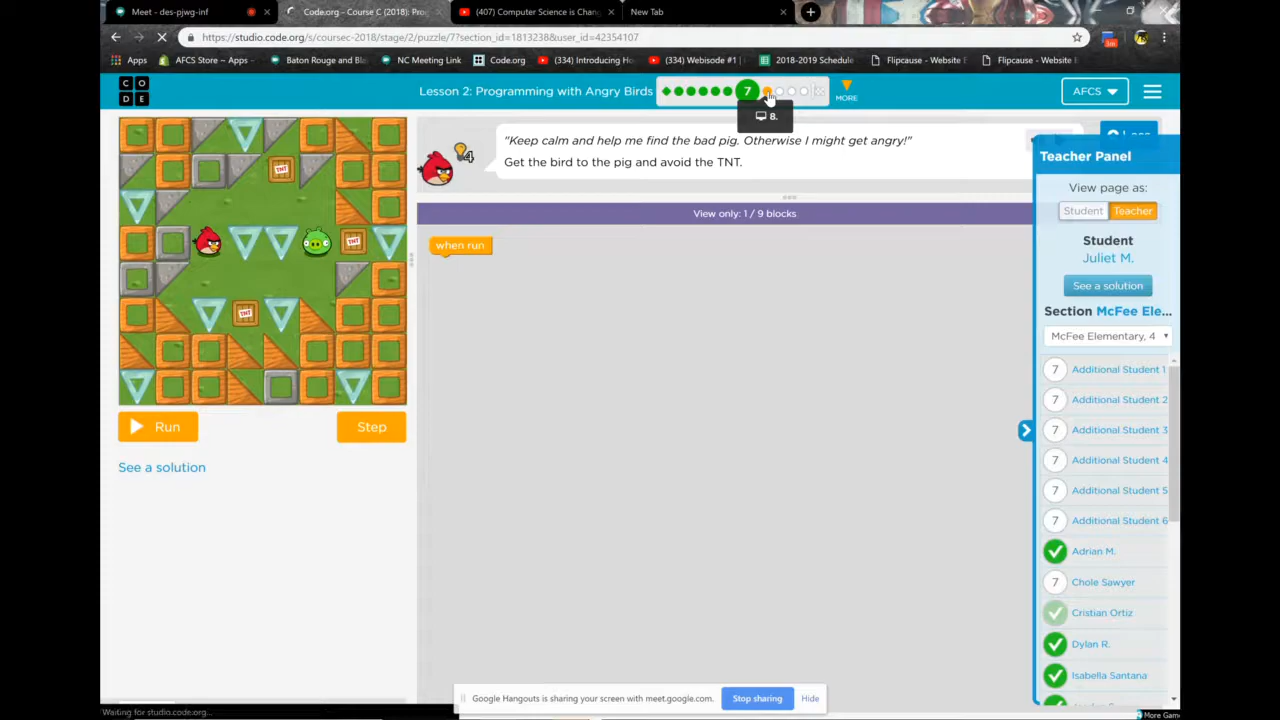 Meet - des-pjwg-inf
Code.org - Course C (2018): Pro
(407) Computer Science is Chan
New Tab
https://studio.code.org/s/coursec-2018/stage/2/puzzle/7?section_id=1813238&user_id=42354107
Apps
AFCS Store ~ Apps -
Baton Rouge and Bla
NC Meeting Link
Code.org
(334) Introducing Ho
(334) Webisode #1 |
2018-2019 Schedule
Flipcause - Website E
Flipcause - Website E
C O
D E
Lesson 2: Programming with Angry Birds
7
MORE
AFCS
8.
4
"Keep calm and help me find the bad pig. Otherwise I might get angry!"
Get the bird to the pig and avoid the TNT.
View only: 1 / 9 blocks
when run
TNT
TNT
TNT
Run
Step
See a solution
Teacher Panel
View page as:
Student
Teacher
Student
Juliet M.
See a solution
Section McFee Ele...
McFee Elementary, 4
7 Additional Student 1
7 Additional Student 2
7 Additional Student 3
7 Additional Student 4
7 Additional Student 5
7 Additional Student 6
Adrian M.
7 Chole Sawyer
Cristian Ortiz
Dylan R.
Isabella Santana
Google Hangouts is sharing your screen with meet.google.com.
Stop sharing
Hide
Waiting for studio.code.org...
More Gam